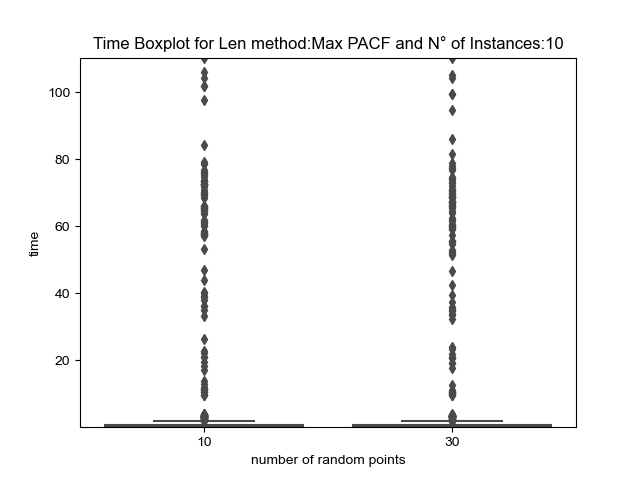 Time Boxplot for Len method:Max PACF and N° of Instances:10
100
80
60
40
20
time
10 30
number of random points